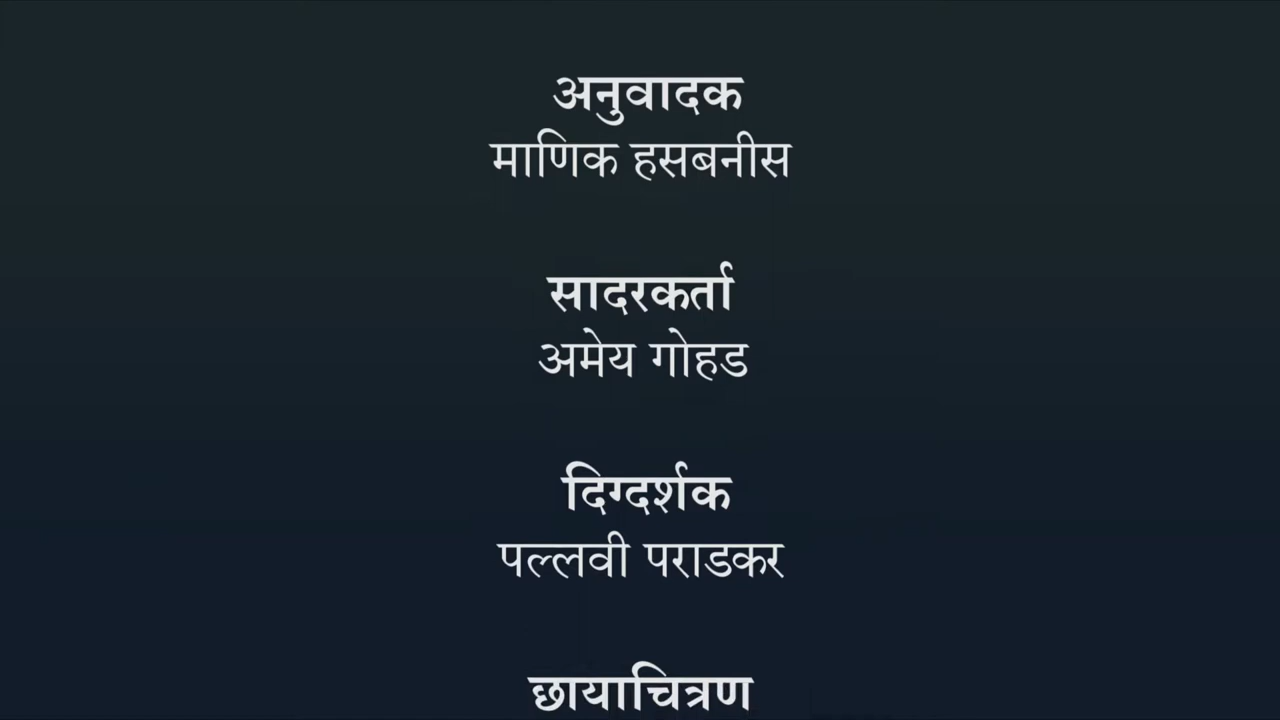 अनुवादक
माणिक हसबनीस
सादरकर्ता
अमेय गोहड
दिग्दर्शक
पल्लवी पराडकर
छायाचित्रण